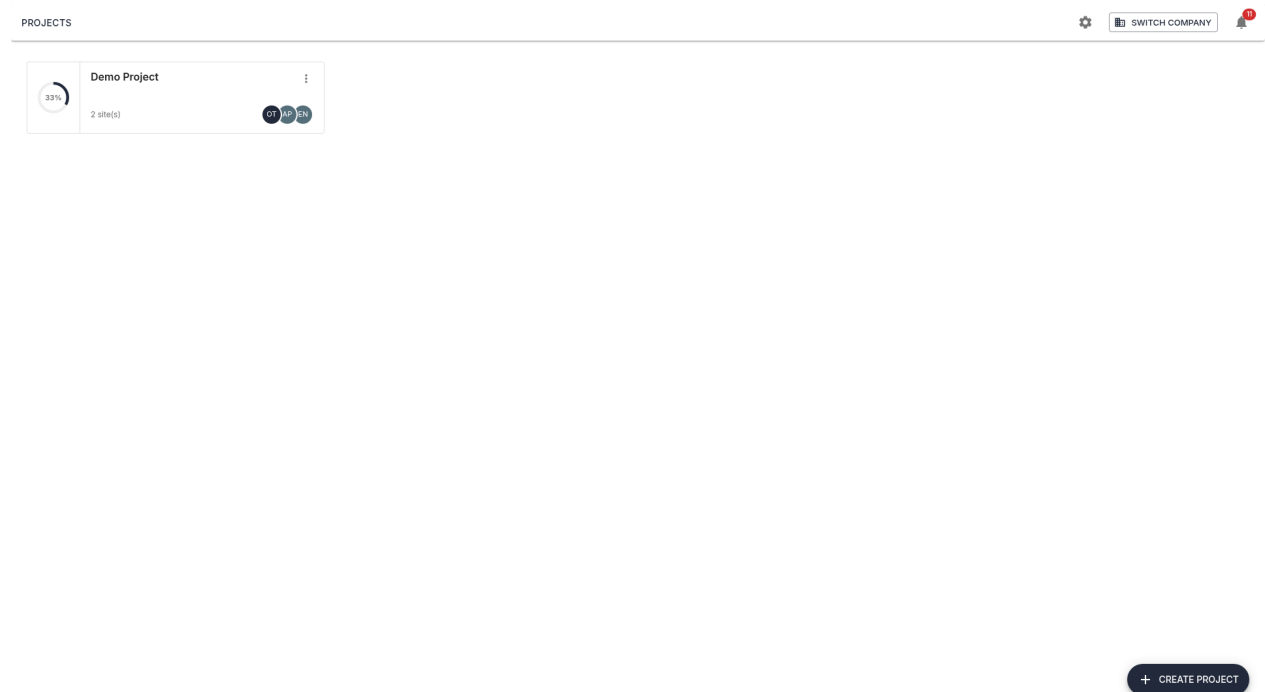 PROJECTS
SWITCH COMPANY
11
33%
Demo Project
2 site(s)
OT AP EN
CREATE PROJECT